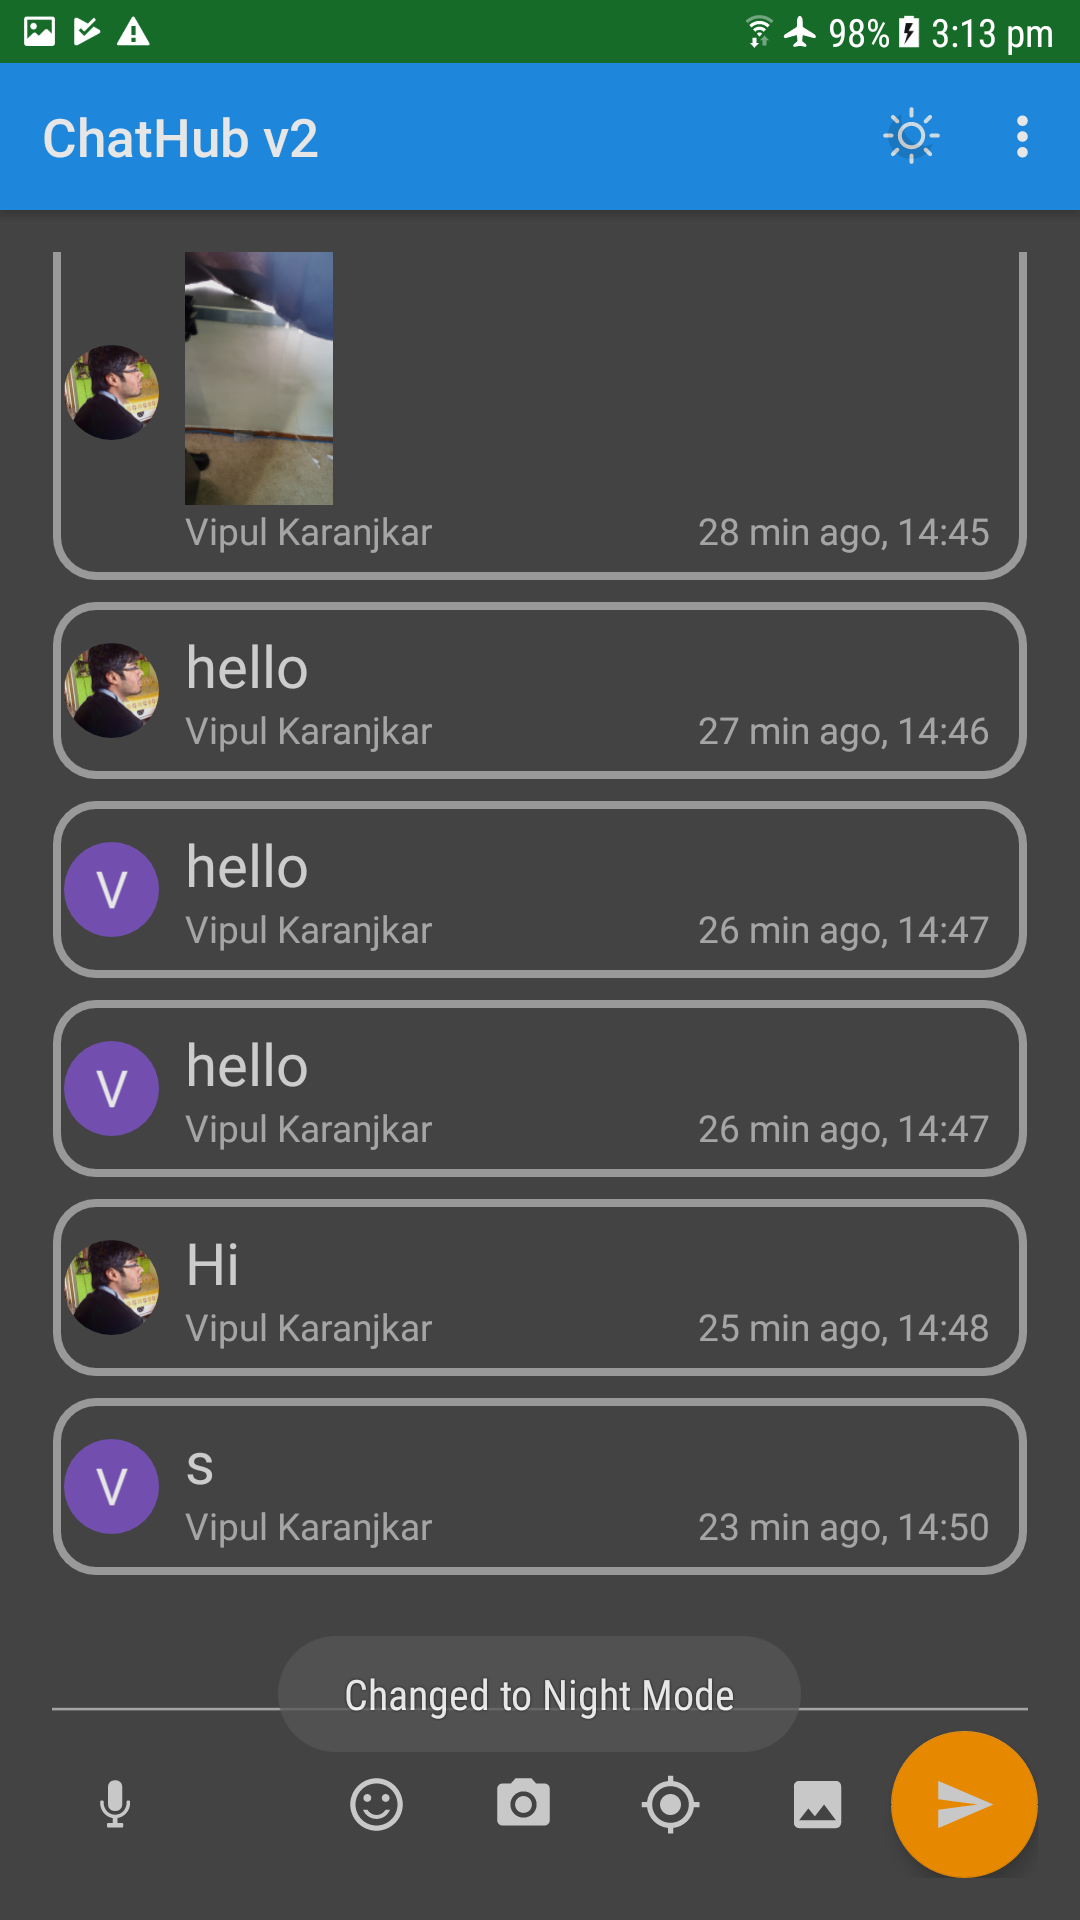 98% 3:13 pm
ChatHub v2
Vipul Karanjkar 28 min ago, 14:45
hello
Vipul Karanjkar 27 min ago, 14:46
V
hello
Vipul Karanjkar 26 min ago, 14:47
V
hello
Vipul Karanjkar 26 min ago, 14:47
Hi
Vipul Karanjkar 25 min ago, 14:48
V
s
Vipul Karanjkar 23 min ago, 14:50
Changed to Night Mode